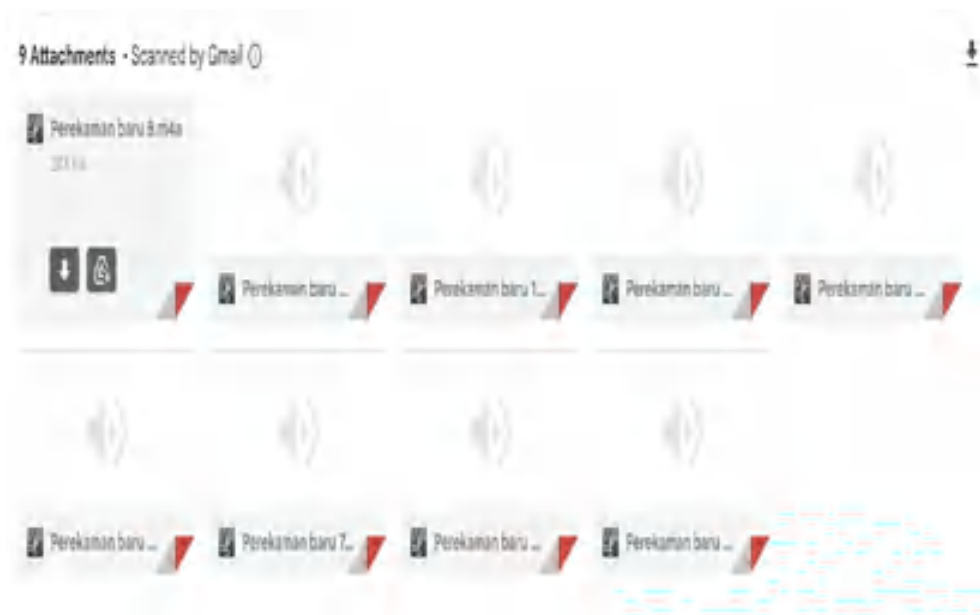 9 Attachments • Scanned by Gmail
Perekaman baru 8.m4a
Perekaman baru ...
Perekaman baru 1...
Perekaman baru ...
Perekaman baru ...
Perekaman baru ...
Perekaman baru 7...
Perekaman baru ...
Perekaman baru ...